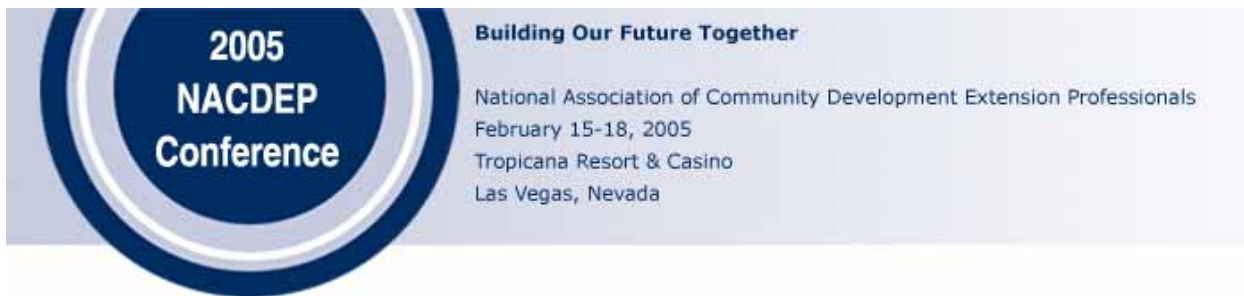 2005
NACDEP
Conference
Building Our Future Together
National Association of Community Development Extension Professionals
February 15-18, 2005
Tropicana Resort & Casino
Las Vegas, Nevada